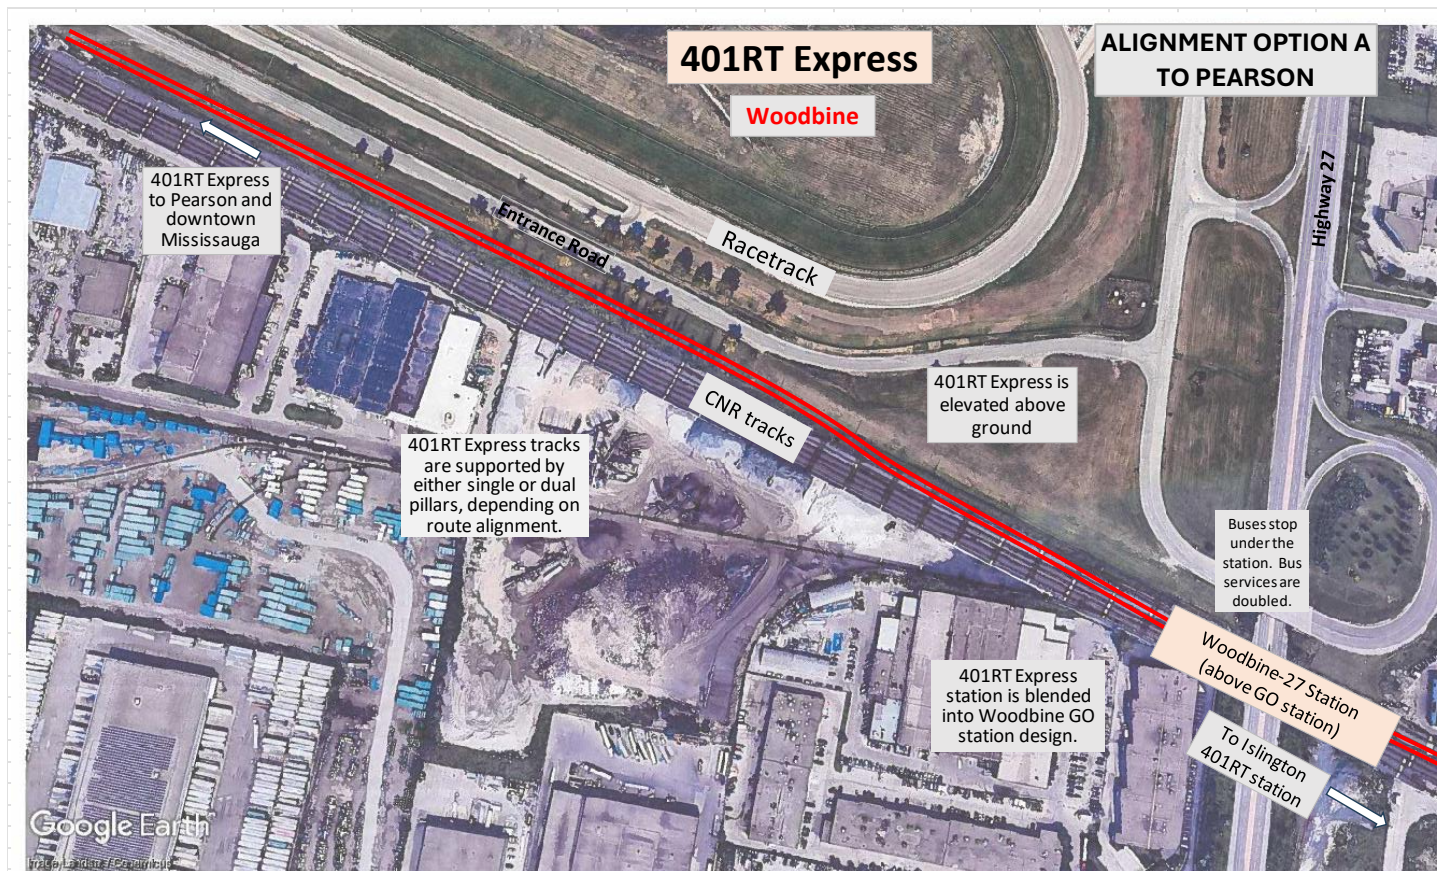 401RT Express
Woodbine
ALIGNMENT OPTION A
TO PEARSON
Highway 27
401RT Express
to Pearson and
downtown
Mississauga
Entrance Road
Racetrack
401RT Express is
elevated above
ground
CNR tracks
401RT Express tracks
are supported by
either single or dual
pillars, depending on
route alignment.
Buses stop
under the
station. Bus
services are
doubled.
Woodbine-27 Station
(above GO station)
401RT Express
station is blended
into Woodbine GO
station design.
To Islington
401RT station
Google Earth
Image Landsat / Copernicus